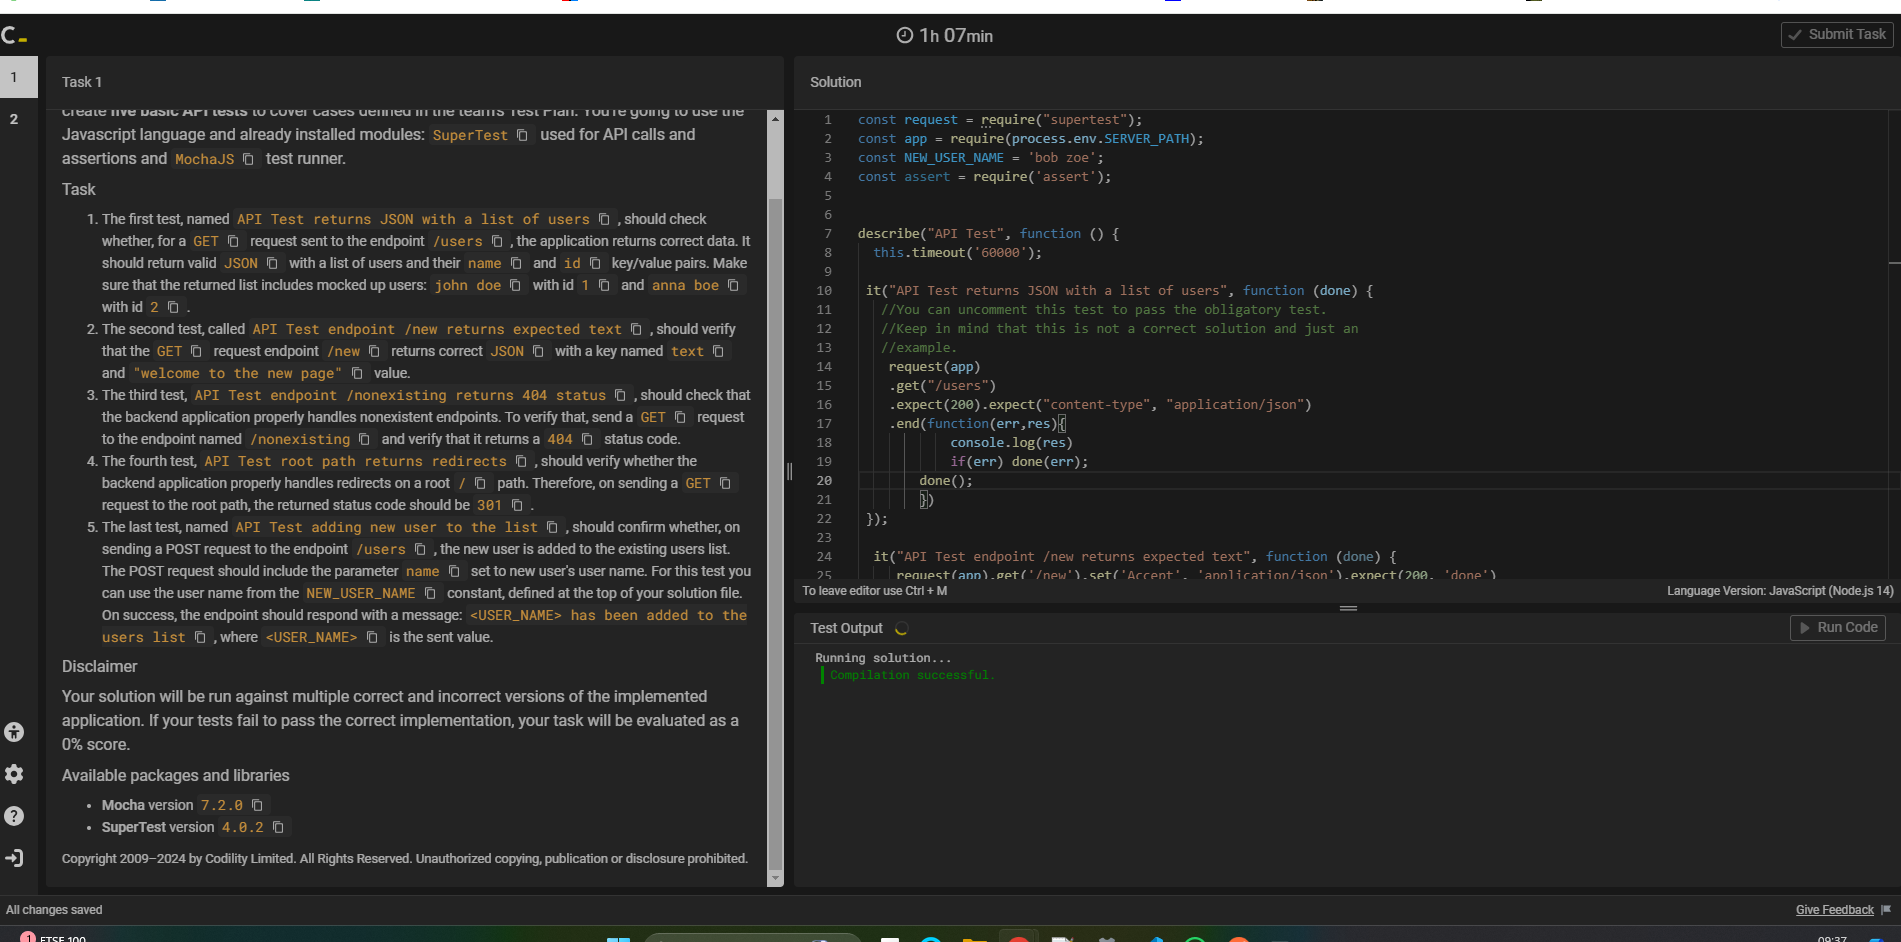 C_
1h 07min
Submit Task
1
2
Task 1
create five basic API tests to cover cases defined in the team's Test Plan. You're going to use the
Javascript language and already installed modules: SuperTest used for API calls and
assertions and MochaJS test runner.
Task
1. The first test, named API Test returns JSON with a list of users , should check
whether, for a GET request sent to the endpoint /users , the application returns correct data. It
should return valid JSON with a list of users and their name and id key/value pairs. Make
sure that the returned list includes mocked up users: john doe with id 1 and anna boe
with id 2 .
2. The second test, called API Test endpoint /new returns expected text , should verify
that the GET request endpoint /new returns correct JSON with a key named text
and "welcome to the new page" value.
3. The third test, API Test endpoint /nonexisting returns 404 status , should check that
the backend application properly handles nonexistent endpoints. To verify that, send a GET request
to the endpoint named /nonexisting and verify that it returns a 404 status code.
4. The fourth test, API Test root path returns redirects , should verify whether the
backend application properly handles redirects on a root / path. Therefore, on sending a GET
request to the root path, the returned status code should be 301 .
5. The last test, named API Test adding new user to the list , should confirm whether, on
sending a POST request to the endpoint /users , the new user is added to the existing users list.
The POST request should include the parameter name set to new user's user name. For this test you
can use the user name from the NEW_USER_NAME constant, defined at the top of your solution file.
On success, the endpoint should respond with a message: <USER_NAME> has been added to the
users list , where <USER_NAME> is the sent value.
Disclaimer
Your solution will be run against multiple correct and incorrect versions of the implemented
application. If your tests fail to pass the correct implementation, your task will be evaluated as a
0% score.
Available packages and libraries
• Mocha version 7.2.0
• SuperTest version 4.0.2
Copyright 2009–2024 by Codility Limited. All Rights Reserved. Unauthorized copying, publication or disclosure prohibited.
Solution
1 const request = require("supertest");
2 const app = require(process.env.SERVER_PATH);
3 const NEW_USER_NAME = 'bob zoe';
4 const assert = require('assert');
5
6
7 describe("API Test", function () {
8 this.timeout('60000');
9
10 it("API Test returns JSON with a list of users", function (done) {
11 //You can uncomment this test to pass the obligatory test.
12 //Keep in mind that this is not a correct solution and just an
13 //example.
14 request(app)
15 .get("/users")
16 .expect(200).expect("content-type", "application/json")
17 .end(function(err,res){
18 console.log(res)
19 if(err) done(err);
20 done();
21 })
22 });
23
24 it("API Test endpoint /new returns expected text", function (done) {
25 request(app).get('/new').set('Accept', 'application/json').expect(200, 'done')
To leave editor use Ctrl + M
Language Version: JavaScript (Node.js 14)
Test Output
Run Code
Running solution...
Compilation successful.
All changes saved
Give Feedback
1
FTSE 100
09:37